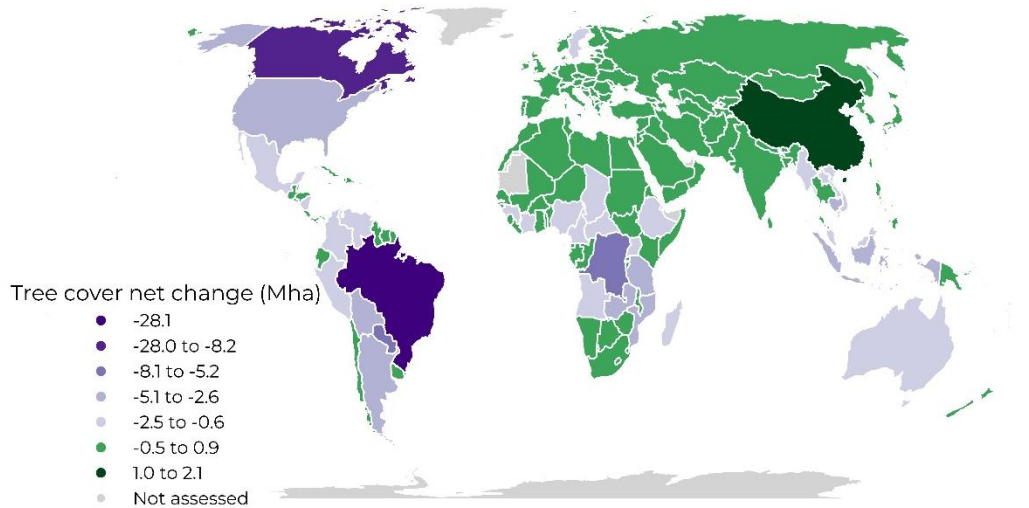 Tree cover net change (Mha)
-28.1
-28.0 to -8.2
-8.1 to -5.2
-5.1 to -2.6
-2.5 to -0.6
-0.5 to 0.9
1.0 to 2.1
Not assessed